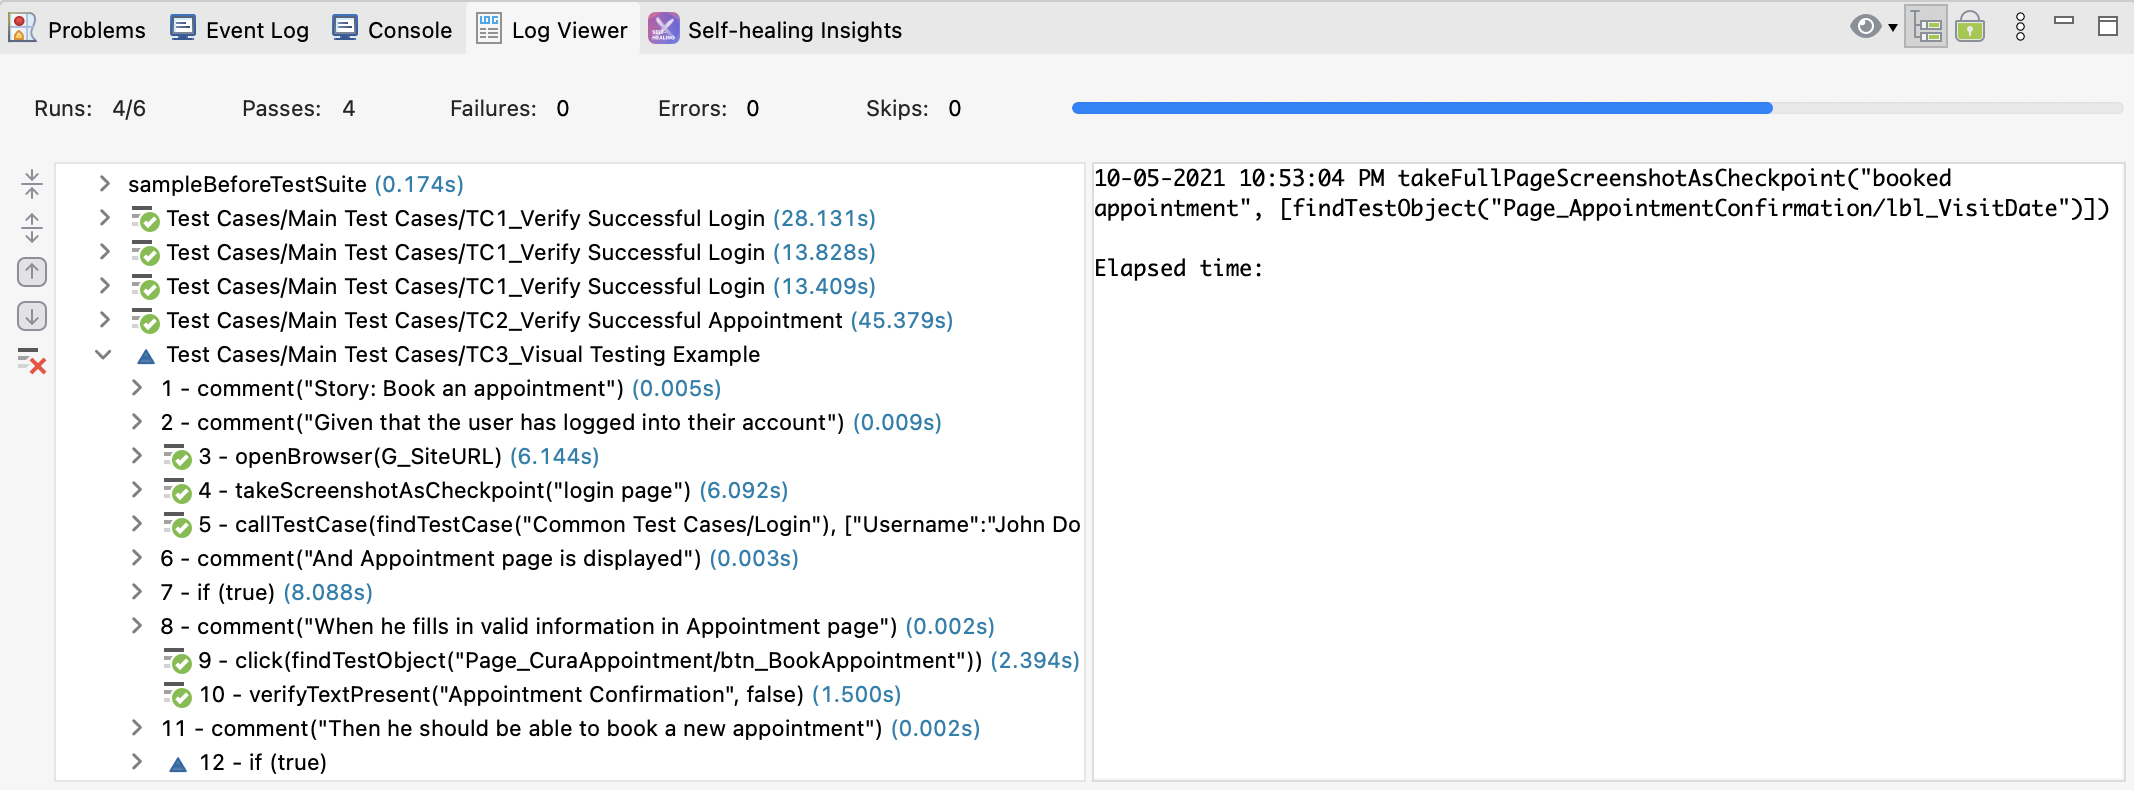 Problems Event Log Console Log Viewer Self-healing Insights
Runs: 4/6 Passes: 4 Failures: 0 Errors: 0 Skips: 0
sampleBeforeTestSuite (0.174s)
Test Cases/Main Test Cases/TC1_Verify Successful Login (28.131s)
Test Cases/Main Test Cases/TC1_Verify Successful Login (13.828s)
Test Cases/Main Test Cases/TC1_Verify Successful Login (13.409s)
Test Cases/Main Test Cases/TC2_Verify Successful Appointment (45.379s)
Test Cases/Main Test Cases/TC3_Visual Testing Example
1 - comment("Story: Book an appointment") (0.005s)
2 - comment("Given that the user has logged into their account") (0.009s)
3 - openBrowser(G_SiteURL) (6.144s)
4 - takeScreenshotAsCheckpoint("login page") (6.092s)
5 - callTestCase(findTestCase("Common Test Cases/Login"), ["Username":"John Do
6 - comment("And Appointment page is displayed") (0.003s)
7 - if (true) (8.088s)
8 - comment("When he fills in valid information in Appointment page") (0.002s)
9 - click(findTestObject("Page_CuraAppointment/btn_BookAppointment")) (2.394s)
10 - verifyTextPresent("Appointment Confirmation", false) (1.500s)
11 - comment("Then he should be able to book a new appointment") (0.002s)
12 - if (true)
10-05-2021 10:53:04 PM takeFullPageScreenshotAsCheckpoint("booked
appointment", [findTestObject("Page_AppointmentConfirmation/lbl_VisitDate")])
Elapsed time: